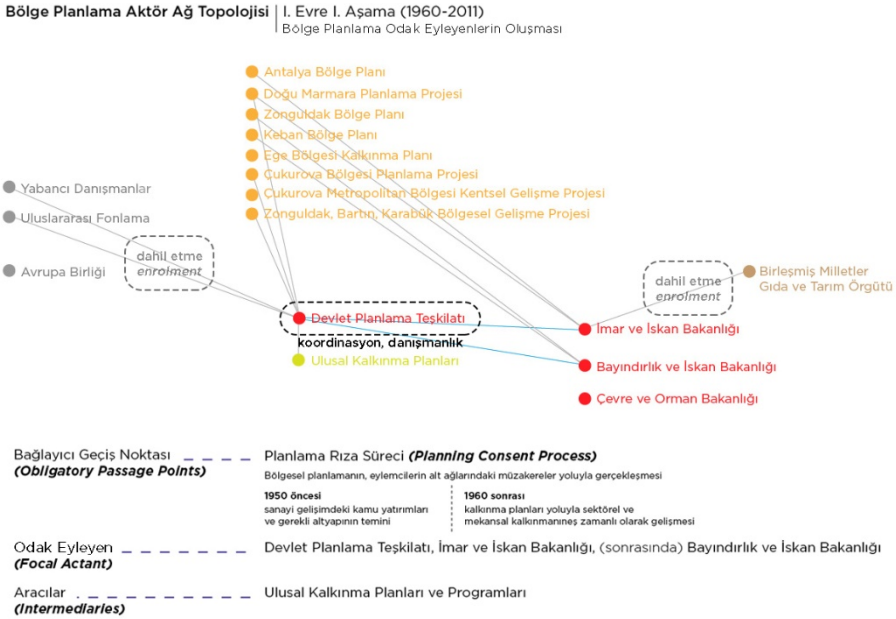 Bölge Planlama Aktör Ağ Topolojisi | I. Evre I. Aşama (1960-2011)
Bölge Planlama Odak Eyleyenlerin Oluşması
Antalya Bölge Planı
Doğu Marmara Planlama Projesi
Zonguldak Bölge Planı
Keban Bölge Planı
Ege Bölgesi Kalkınma Planı
Çukurova Bölgesi Planlama Projesi
Çukurova Metropolitan Bölgesi Kentsel Gelişme Projesi
Zonguldak, Bartın, Karabük Bölgesel Gelişme Projesi
Yabancı Danışmanlar
Uluslararası Fonlama
Avrupa Birliği
dahil etme
enrolment
dahil etme
enrolment
Birleşmiş Milletler
Gıda ve Tarım Örgütü
Devlet Planlama Teşkilatı
koordinasyon, danışmanlık
Ulusal Kalkınma Planları
İmar ve İskan Bakanlığı
Bayındırlık ve İskan Bakanlığı
Çevre ve Orman Bakanlığı
Bağlayıcı Geçiş Noktası
(Obligatory Passage Points)
Planlama Rıza Süreci (Planning Consent Process)
Bölgesel planlamanın, eylemcilerin alt ağlarındaki müzakereler yoluyla gerçekleşmesi
1950 öncesi
sanayi gelişimdeki kamu yatırımları
ve gerekli altyapının temini
1960 sonrası
kalkınma planları yoluyla sektörel ve
mekansal kalkınmanıneş zamanlı olarak gelişmesi
Odak Eyleyen
(Focal Actant)
Devlet Planlama Teşkilatı, İmar ve İskan Bakanlığı, (sonrasında) Bayındırlık ve İskan Bakanlığı
Aracılar
(Intermediaries)
Ulusal Kalkınma Planları ve Programları